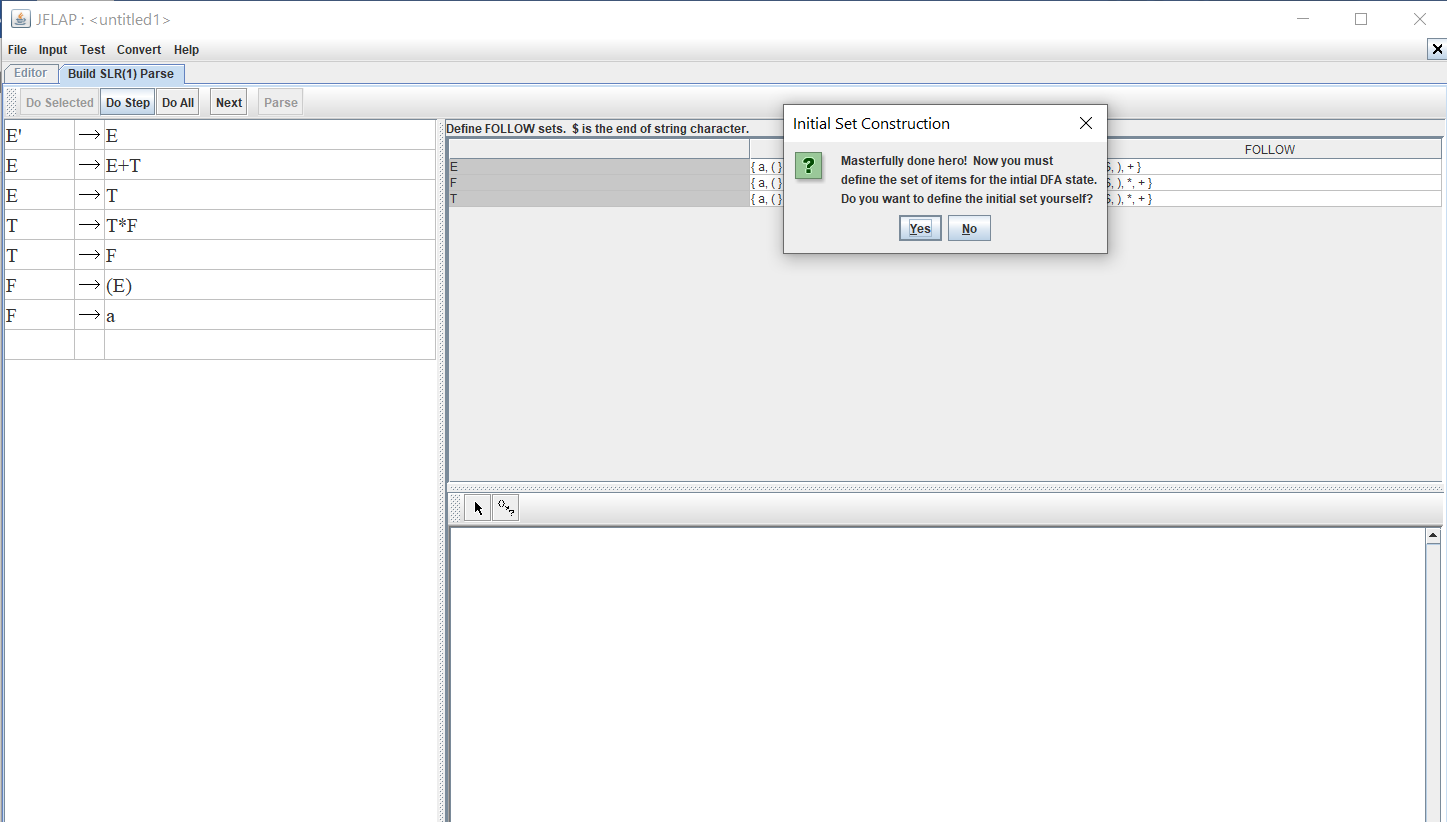 JFLAP : <untitled1>
File Input Test Convert Help
Editor Build SLR(1) Parse
Do Selected Do Step Do All Next Parse
E' → E
E → E+T
E → T
T → T*F
T → F
F → (E)
F → a
Define FOLLOW sets. $ is the end of string character.
FOLLOW
E { a, ( } , ), + }
F { a, ( } , ), *, + }
T { a, ( } , ), *, + }
Initial Set Construction
? Masterfully done hero! Now you must
define the set of items for the intial DFA state.
Do you want to define the initial set yourself?
Yes No